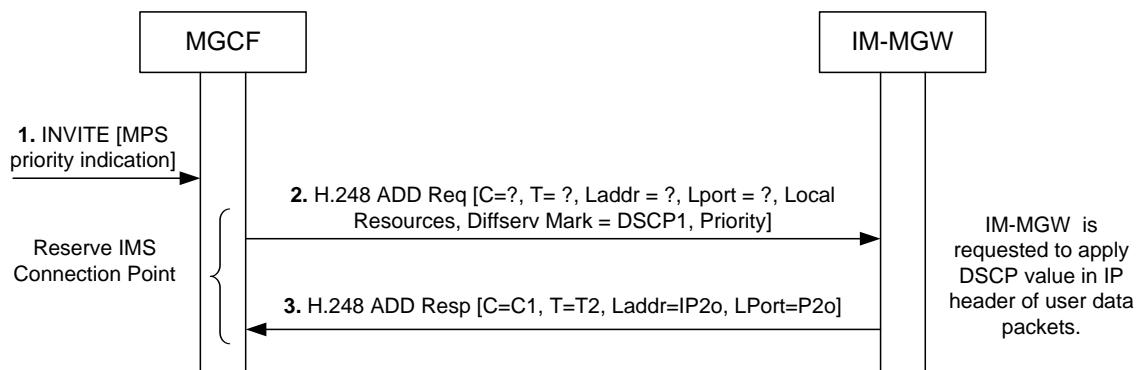 MGCF
IM-MGW
1. INVITE [MPS
priority indication]
2. H.248 ADD Req [C=?, T= ?, Laddr = ?, Lport = ?, Local
Resources, Diffserv Mark = DSCP1, Priority]
Reserve IMS
Connection Point
IM-MGW is
requested to apply
DSCP value in IP
header of user data
packets.
3. H.248 ADD Resp [C=C1, T=T2, Laddr=IP2o, LPort=P2o]